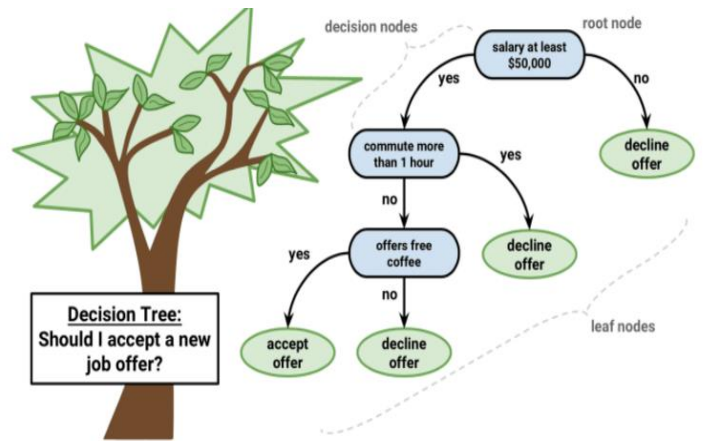 decision nodes
root node
salary at least
$50,000
yes
no
commute more
than 1 hour
yes
decline
offer
no
offers free
coffee
decline
offer
yes
no
Decision Tree:
Should I accept a new
job offer?
accept
offer
decline
offer
leaf nodes